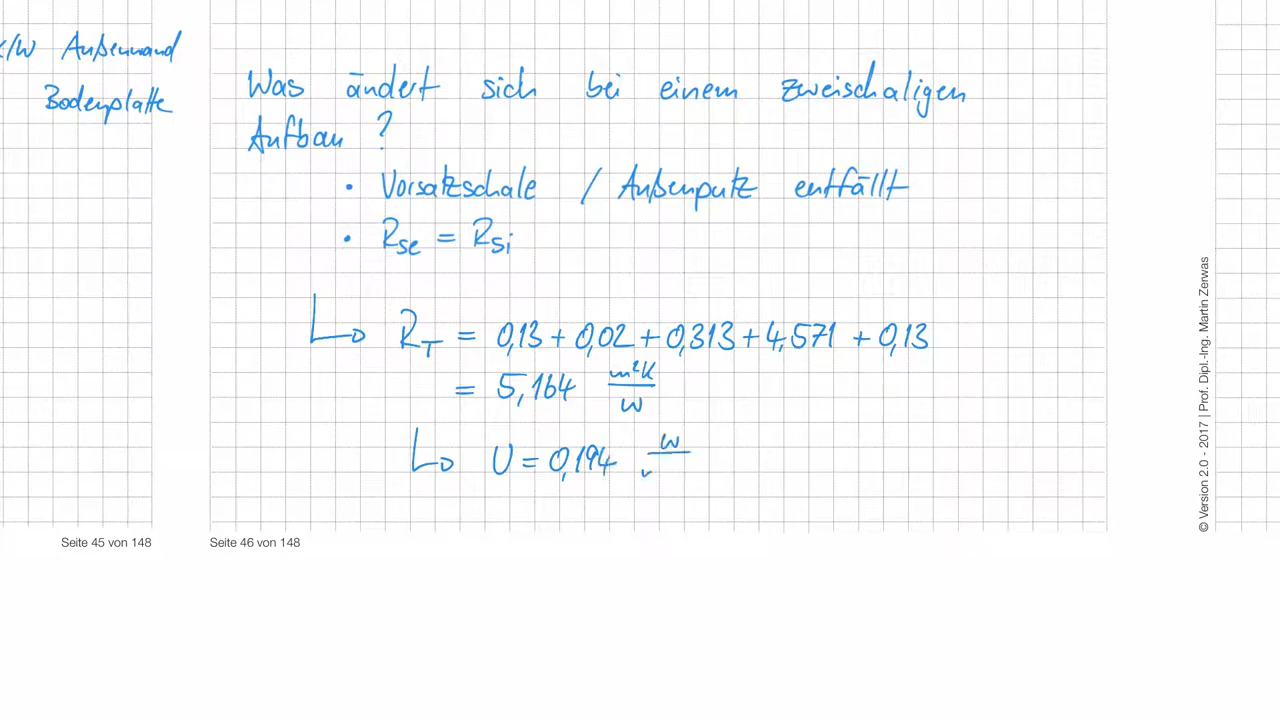 K/W Außenwand
Bodenplatte
Was ändert sich bei einem zweischaligen
Aufbau ?
• Vorsatzschale / Außenputz entfällt
• Rse = Rsi
RT = 0,13 + 0,02 + 0,313 + 4,571 + 0,13
= 5,164 m²K/W
U = 0,194 W
Seite 45 von 148
Seite 46 von 148
© Version 2.0 - 2017 | Prof. Dipl.-Ing. Martin Zerwas